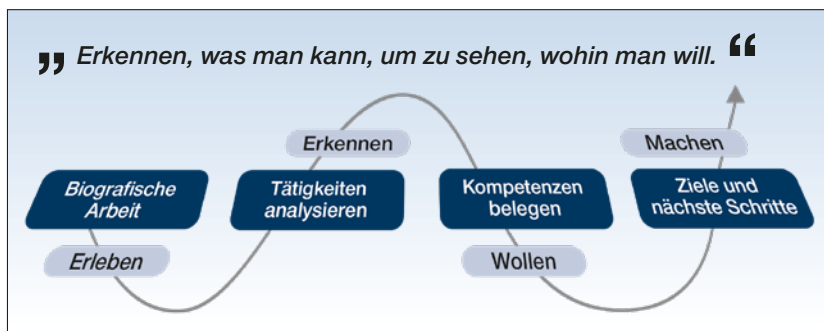 „ Erkennen, was man kann, um zu sehen, wohin man will. “
Erkennen
Machen
Biografische
Arbeit
Tätigkeiten
analysieren
Kompetenzen
belegen
Ziele und
nächste Schritte
Erleben
Wollen